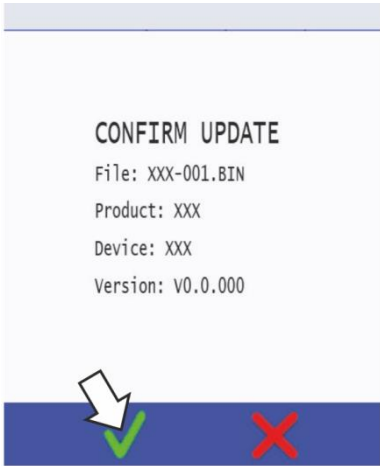 CONFIRM UPDATE
File: XXX-001.BIN
Product: XXX
Device: XXX
Version: V0.0.000